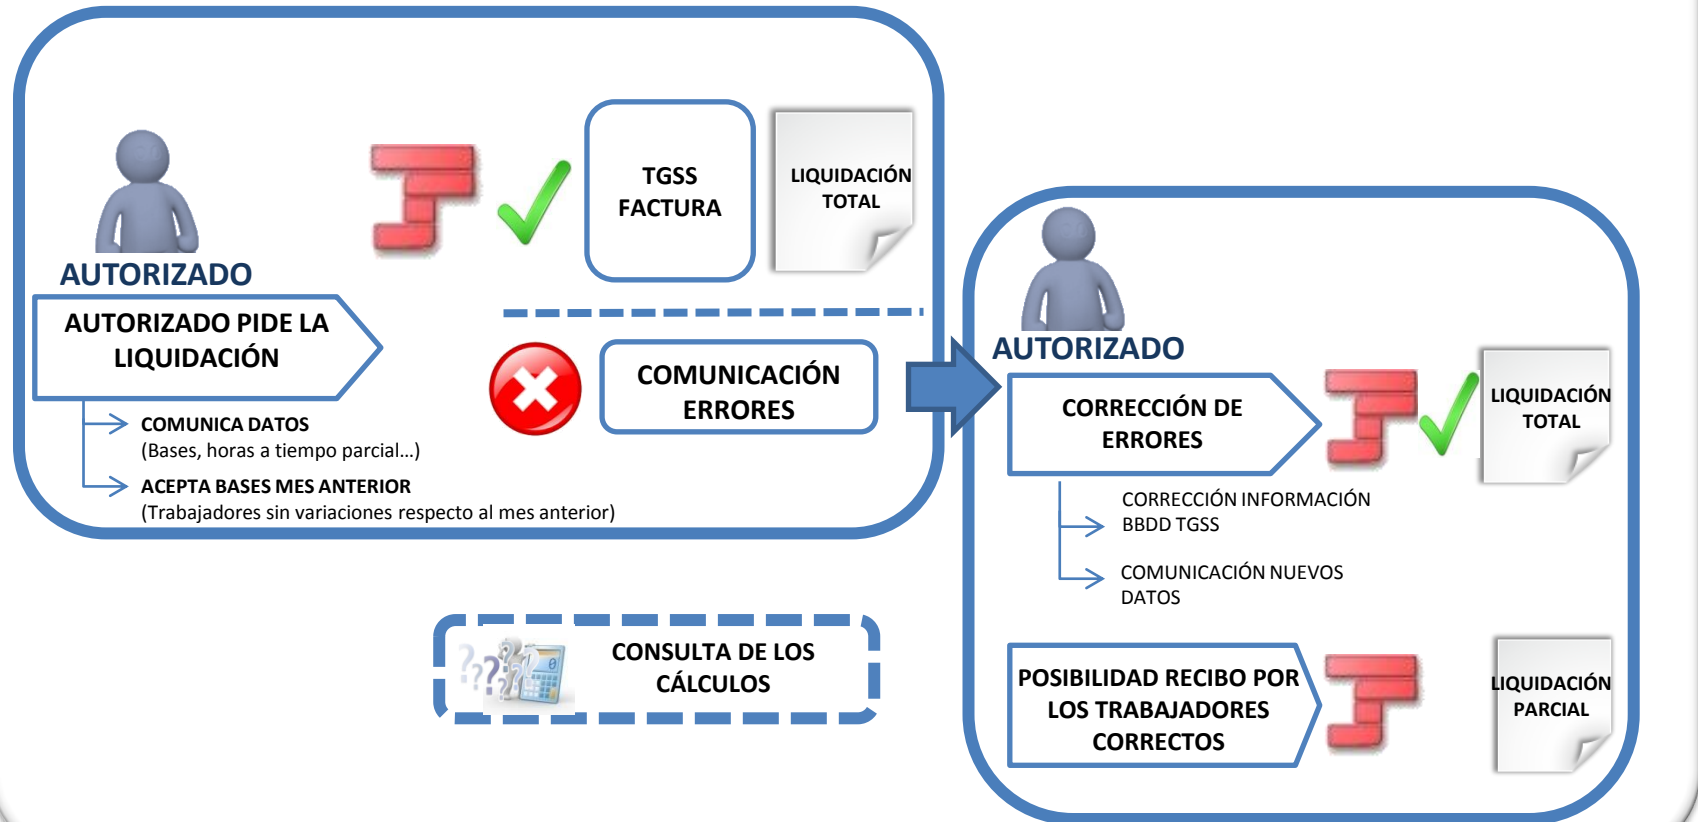 AUTORIZADO
AUTORIZADO PIDE LA
LIQUIDACIÓN
COMUNICA DATOS
(Bases, horas a tiempo parcial...)
ACEPTA BASES MES ANTERIOR
(Trabajadores sin variaciones respecto al mes anterior)
TGSS
FACTURA
LIQUIDACIÓN
TOTAL
COMUNICACIÓN
ERRORES
CONSULTA DE LOS
CÁLCULOS
AUTORIZADO
CORRECCIÓN DE
ERRORES
LIQUIDACIÓN
TOTAL
CORRECCIÓN INFORMACIÓN
BBDD TGSS
COMUNICACIÓN NUEVOS
DATOS
POSIBILIDAD RECIBO POR
LOS TRABAJADORES
CORRECTOS
LIQUIDACIÓN
PARCIAL